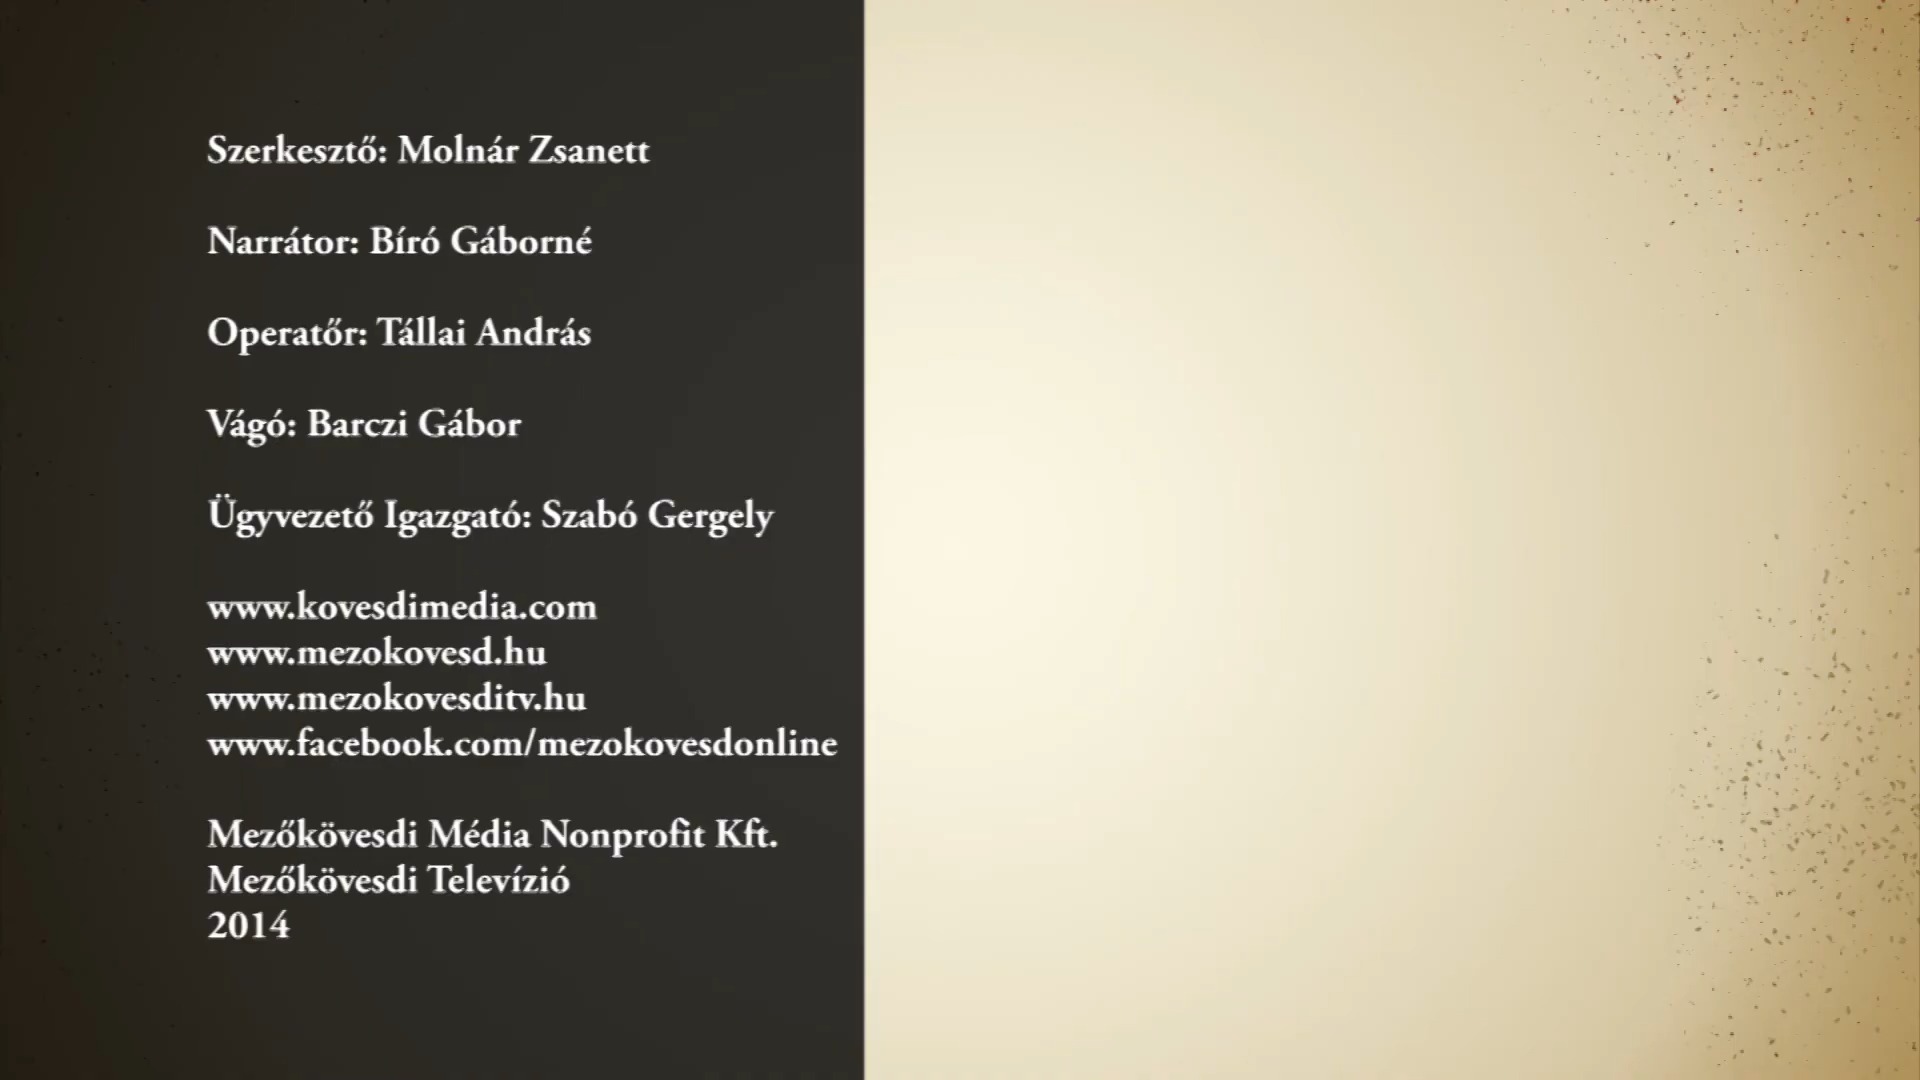 Szerkesztő: Molnár Zsanett
Narrátor: Bíró Gáborné
Operatőr: Tállai András
Vágó: Barczi Gábor
Ügyvezető Igazgató: Szabó Gergely
www.kovesdimedia.com
www.mezokovesd.hu
www.mezokovesditv.hu
www.facebook.com/mezokovesdonline
Mezőkövesdi Média Nonprofit Kft.
Mezőkövesdi Televízió
2014